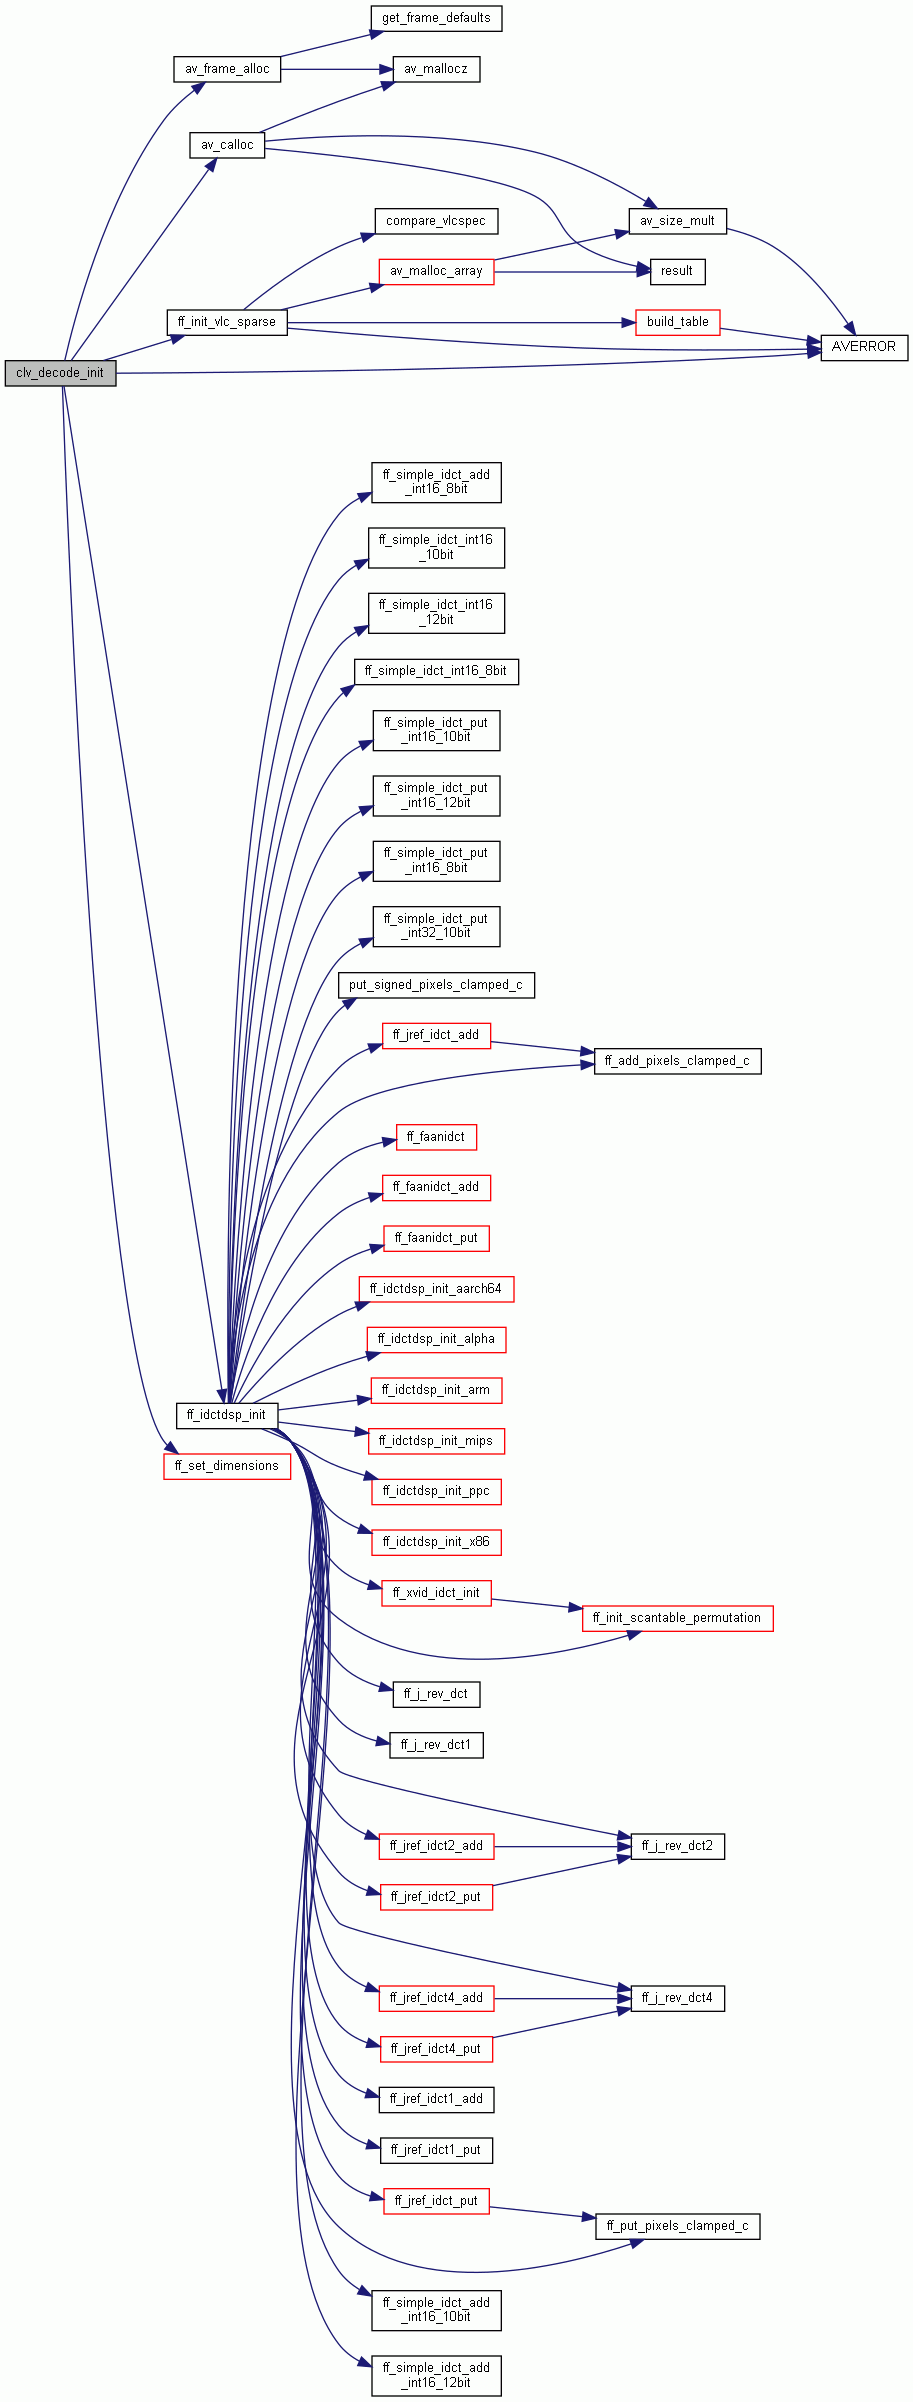 get_frame_defaults
av_frame_alloc
av_mallocz
av_calloc
compare_vlcspec
av_size_mult
av_malloc_array
result
ff_init_vlc_sparse
build_table
AVERROR
clv_decode_init
ff_simple_idct_add
_int16_8bit
ff_simple_idct_int16
_10bit
ff_simple_idct_int16
_12bit
ff_simple_idct_int16_8bit
ff_simple_idct_put
_int16_10bit
ff_simple_idct_put
_int16_12bit
ff_simple_idct_put
_int16_8bit
ff_simple_idct_put
_int32_10bit
put_signed_pixels_clamped_c
ff_jref_idct_add
ff_add_pixels_clamped_c
ff_faanidct
ff_faanidct_add
ff_faanidct_put
ff_idctdsp_init_aarch64
ff_idctdsp_init_alpha
ff_idctdsp_init_arm
ff_idctdsp_init
ff_idctdsp_init_mips
ff_set_dimensions
ff_idctdsp_init_ppc
ff_idctdsp_init_x86
ff_xvid_idct_init
ff_init_scantable_permutation
ff_j_rev_dct
ff_j_rev_dct1
ff_jref_idct2_add
ff_j_rev_dct2
ff_jref_idct2_put
ff_jref_idct4_add
ff_j_rev_dct4
ff_jref_idct4_put
ff_jref_idct1_add
ff_jref_idct1_put
ff_jref_idct_put
ff_put_pixels_clamped_c
ff_simple_idct_add
_int16_10bit
ff_simple_idct_add
_int16_12bit